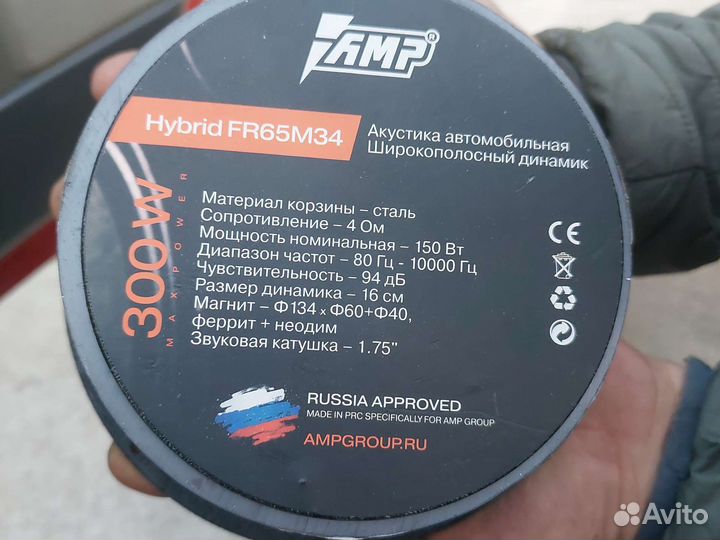 AMP®
Hybrid FR65M34
Акустика автомобильная
Широкополосный динамик
300W
MAX POWER
Материал корзины – сталь
Сопротивление – 4 Ом
Мощность номинальная – 150 Вт
Диапазон частот – 80 Гц - 10000 Гц
Чувствительность – 94 дБ
Размер динамика – 16 см
Магнит – Ф134 x Ф60+Ф40,
феррит + неодим
Звуковая катушка – 1.75"
CE
RUSSIA APPROVED
MADE IN PRC SPECIFICALLY FOR AMP GROUP
AMPGROUP.RU
Avito